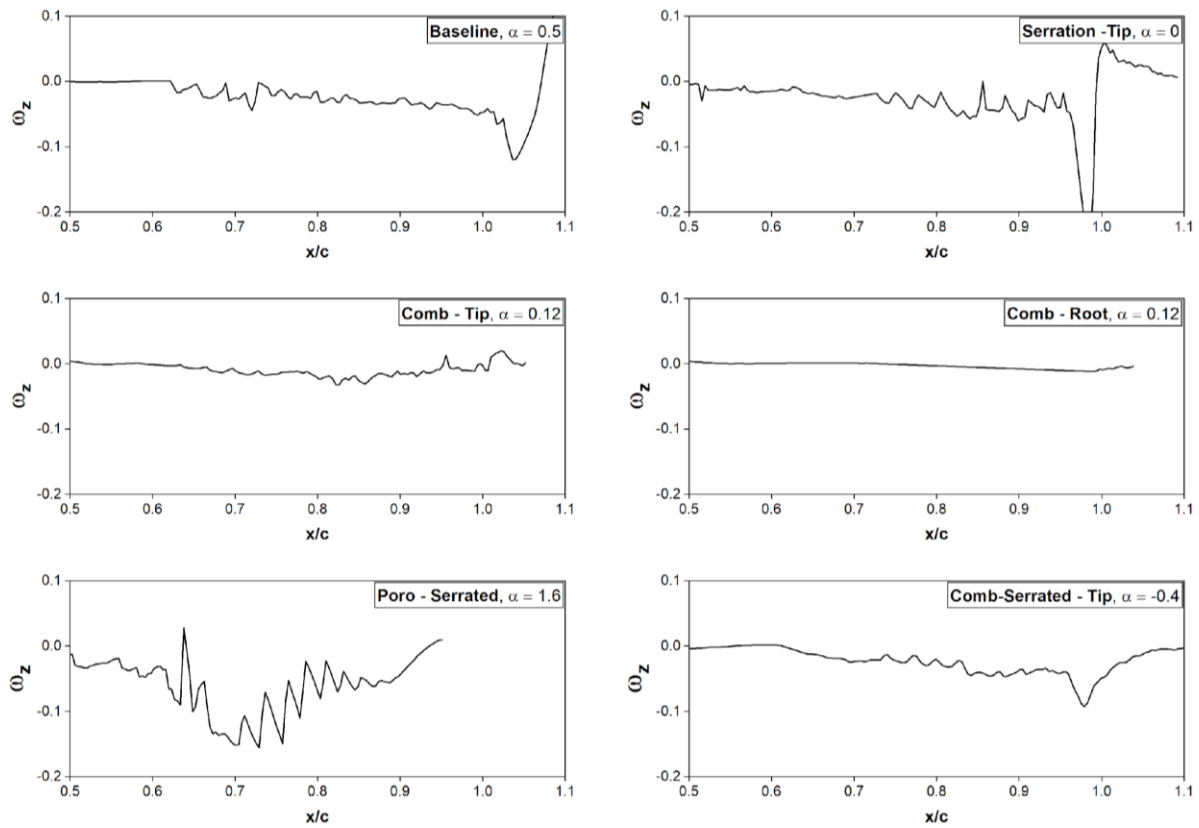 Baseline, α = 0.5
0.1
0.0
-0.1
-0.2
ωz
0.5 0.6 0.7 0.8 0.9 1.0 1.1
x/c
Serration -Tip, α = 0
0.1
0.0
-0.1
-0.2
ωz
0.5 0.6 0.7 0.8 0.9 1.0 1.1
x/c
Comb - Tip, α = 0.12
0.1
0.0
-0.1
-0.2
ωz
0.5 0.6 0.7 0.8 0.9 1.0 1.1
x/c
Comb - Root, α = 0.12
0.1
0.0
-0.1
-0.2
ωz
0.5 0.6 0.7 0.8 0.9 1.0 1.1
x/c
Poro - Serrated, α = 1.6
0.1
0.0
-0.1
-0.2
ωz
0.5 0.6 0.7 0.8 0.9 1.0 1.1
x/c
Comb-Serrated - Tip, α = -0.4
0.1
0.0
-0.1
-0.2
ωz
0.5 0.6 0.7 0.8 0.9 1.0 1.1
x/c